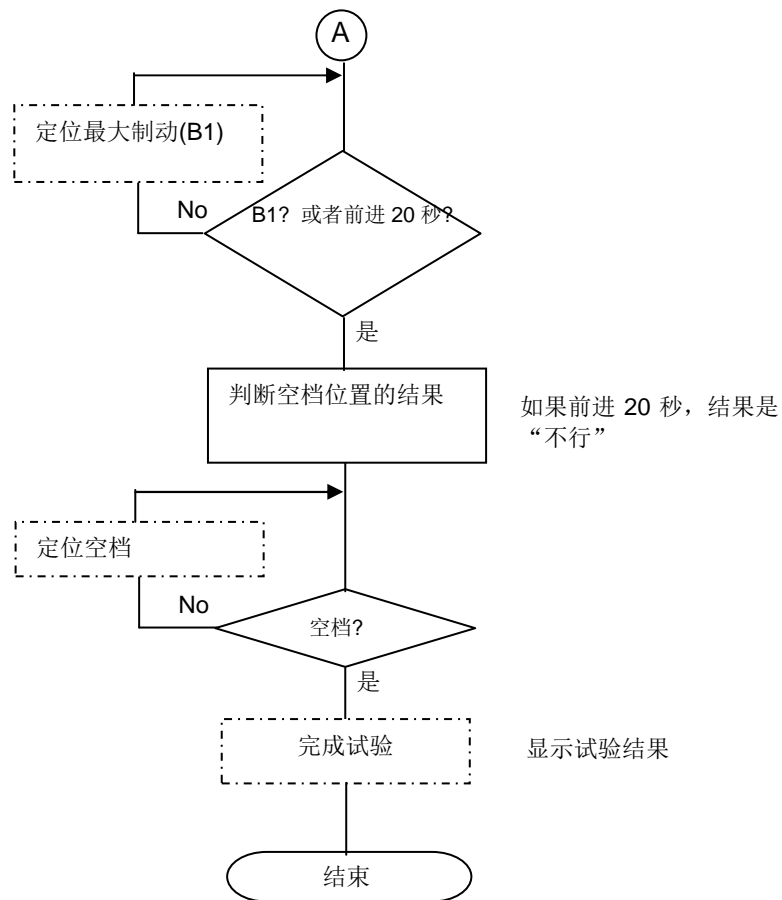 A
定位最大制动(B1)
No
B1? 或者前进 20 秒?
是
判断空档位置的结果
如果前进 20 秒，结果是
“不行”
定位空档
No
空档?
是
完成试验
显示试验结果
结束